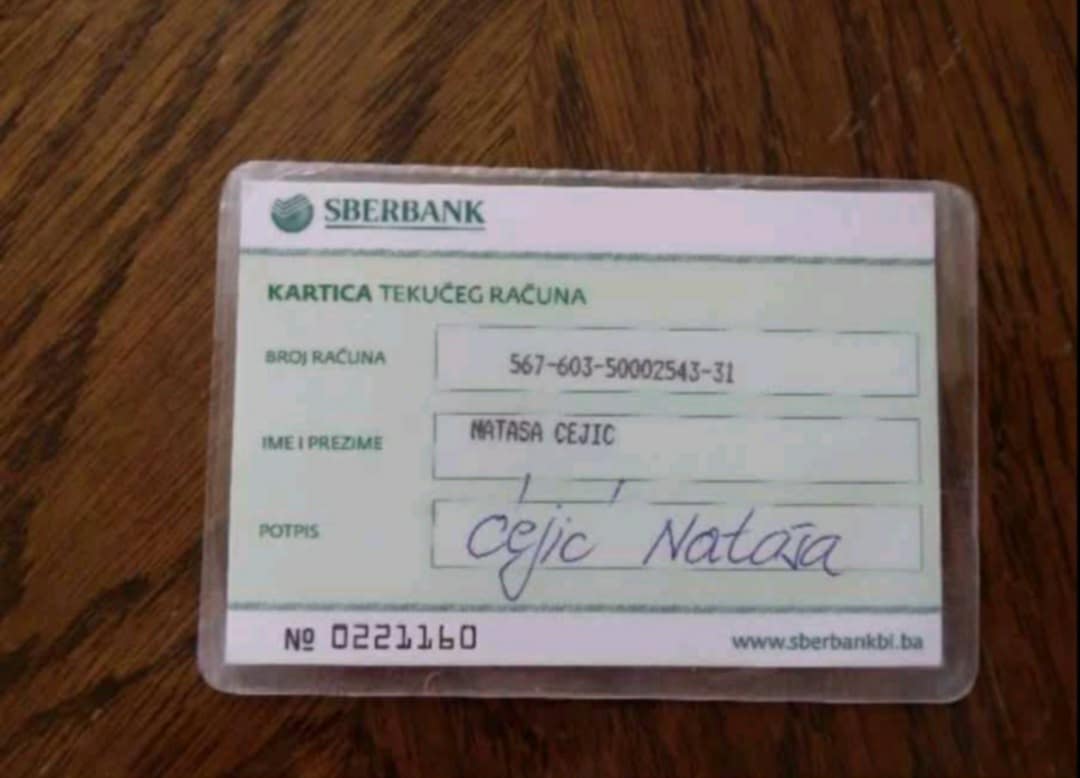 SBERBANK
KARTICA TEKUĆEG RAČUNA
BROJ RAČUNA 567-603-50002543-31
IME I PREZIME NATASA CEJIC
POTPIS Cejić Nataša
№ 0221160 www.sberbankbl.ba